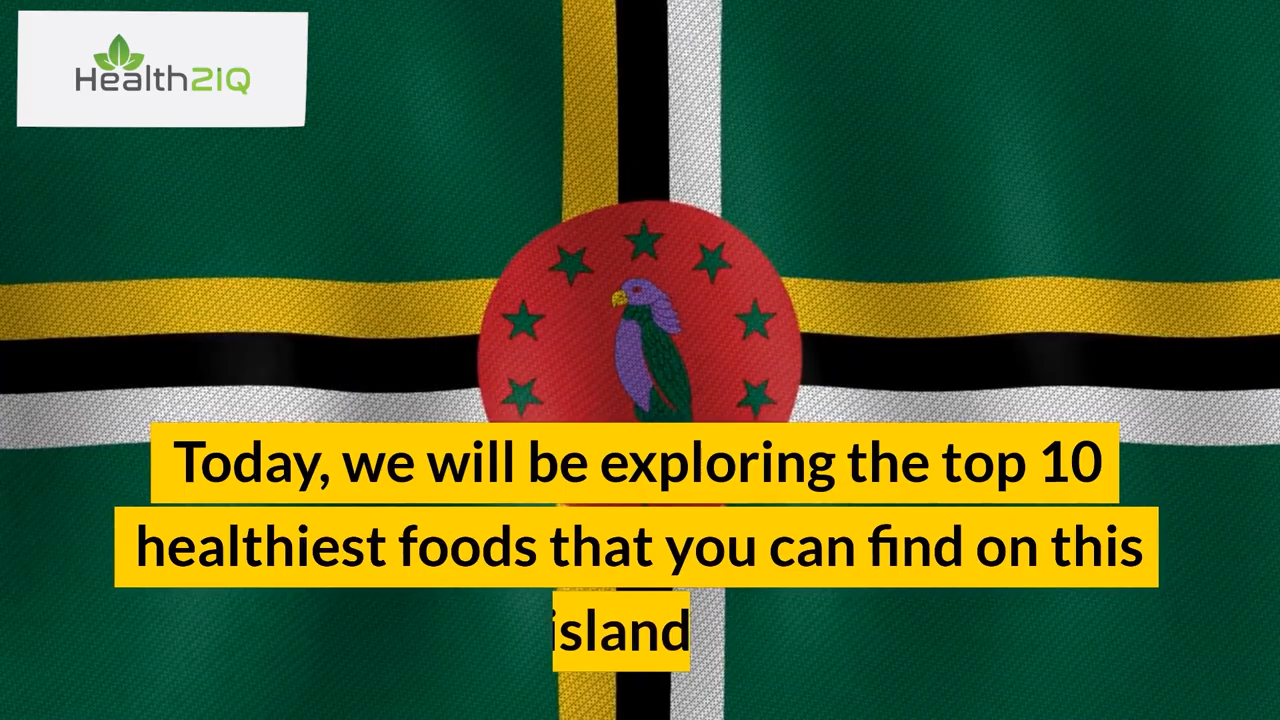 Health2iQ
Today, we will be exploring the top 10
healthiest foods that you can find on this
island